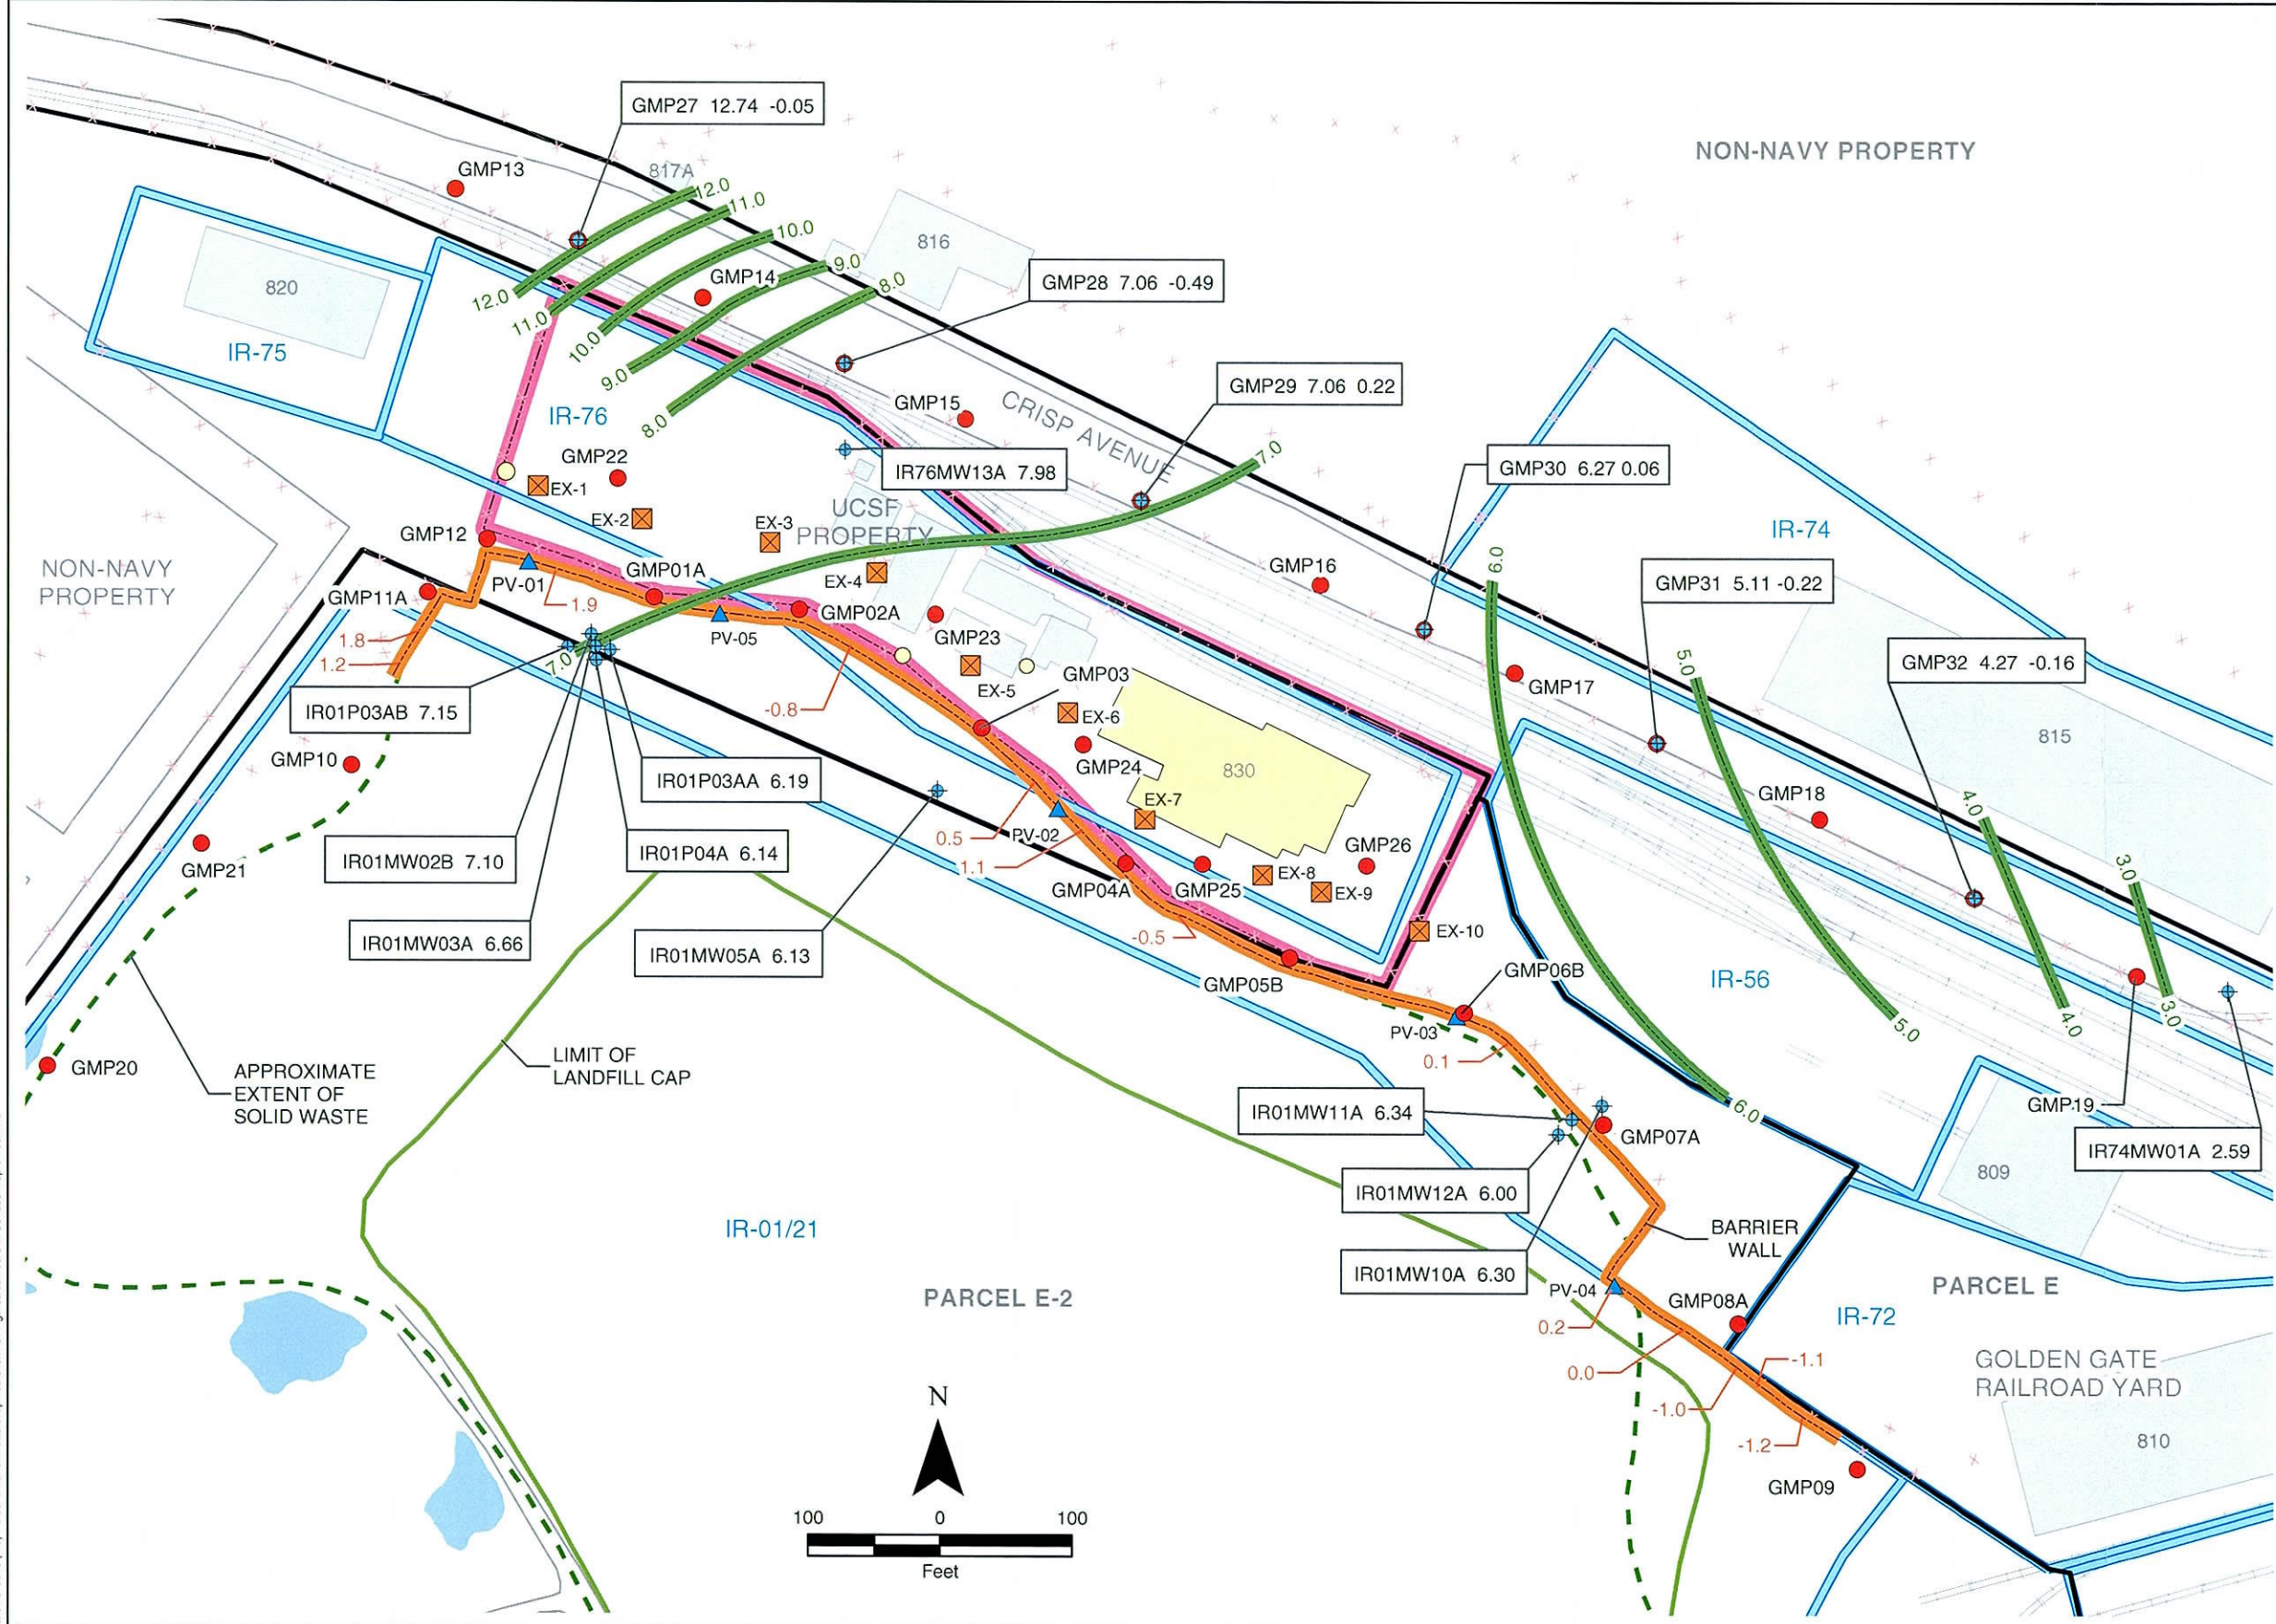 GMP27 12.74 -0.05
NON-NAVY PROPERTY
GMP13
817A
12.0
11.0
10.0
9.0
8.0
816
GMP28 7.06 -0.49
GMP14
820
12.0
11.0
10.0
9.0
8.0
IR-75
IR-76
GMP29 7.06 0.22
GMP15
CRISP AVENUE
7.0
IR76MW13A 7.98
GMP30 6.27 0.06
GMP22
EX-1
EX-2
EX-3
UCSF
PROPERTY
IR-74
GMP12
NON-NAVY
PROPERTY
PV-01
GMP01A
EX-4
GMP16
6.0
GMP31 5.11 -0.22
GMP11A
1.9
GMP02A
PV-05
GMP23
1.8
1.2
7.0
5.0
GMP32 4.27 -0.16
GMP03
EX-5
GMP17
IR01P03AB 7.15
-0.8
EX-6
815
GMP10
IR01P03AA 6.19
GMP24
830
EX-7
GMP18
4.0
0.5
PV-02
IR01MW02B 7.10
IR01P04A 6.14
1.1
GMP26
3.0
GMP21
GMP04A
GMP25
EX-8
EX-9
IR01MW03A 6.66
IR01MW05A 6.13
-0.5
EX-10
GMP05B
GMP06B
IR-56
5.0
4.0
3.0
PV-03
0.1
GMP20
APPROXIMATE
EXTENT OF
SOLID WASTE
LIMIT OF
LANDFILL CAP
IR01MW11A 6.34
6.0
GMP19
GMP07A
IR74MW01A 2.59
809
IR01MW12A 6.00
IR-01/21
BARRIER
WALL
IR01MW10A 6.30
PARCEL E-2
PV-04
GMP08A
PARCEL E
0.2
IR-72
0.0
-1.1
GOLDEN GATE
RAILROAD YARD
-1.0
-1.2
810
GMP09
N
100 0 100
Feet